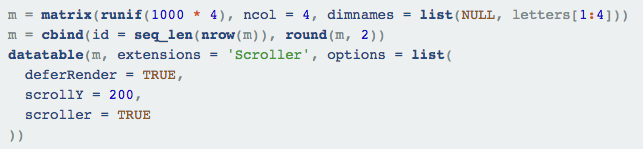 m = matrix(runif(1000 * 4), ncol = 4, dimnames = list(NULL, letters[1:4]))
m = cbind(id = seq_len(nrow(m)), round(m, 2))
datatable(m, extensions = 'Scroller', options = list(
  deferRender = TRUE,
  scrollY = 200,
  scroller = TRUE
))